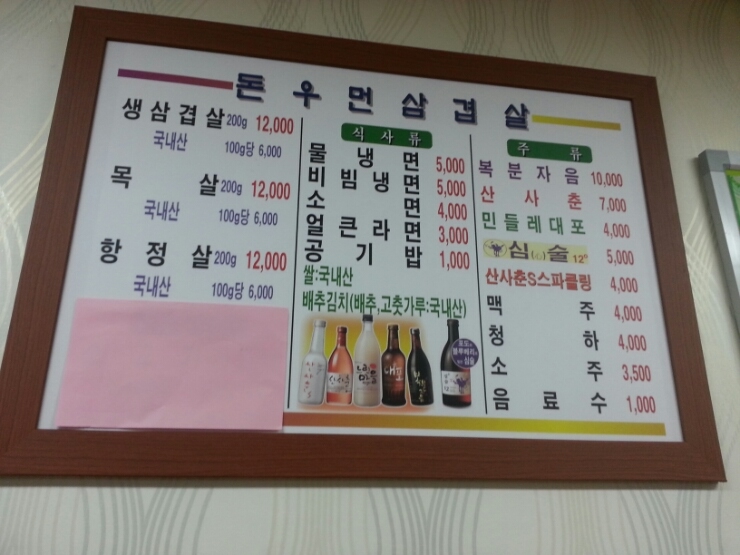 돈우먼삼겹살
생삼겹살 200g 12,000
국내산 100g당 6,000
목살 200g 12,000
국내산 100g당 6,000
항정살 200g 12,000
국내산 100g당 6,000
식사류
물냉면 5,000
비빔냉면 5,000
소면 4,000
얼큰라면 3,000
공기밥 1,000
쌀:국내산
배추김치(배추,고춧가루:국내산)
대포
주류
복분자음 10,000
산사춘 7,000
민들레대포 4,000
심술 12° 5,000
산사춘S스파클링 4,000
맥주 4,000
청하 4,000
소주 3,500
음료수 1,000